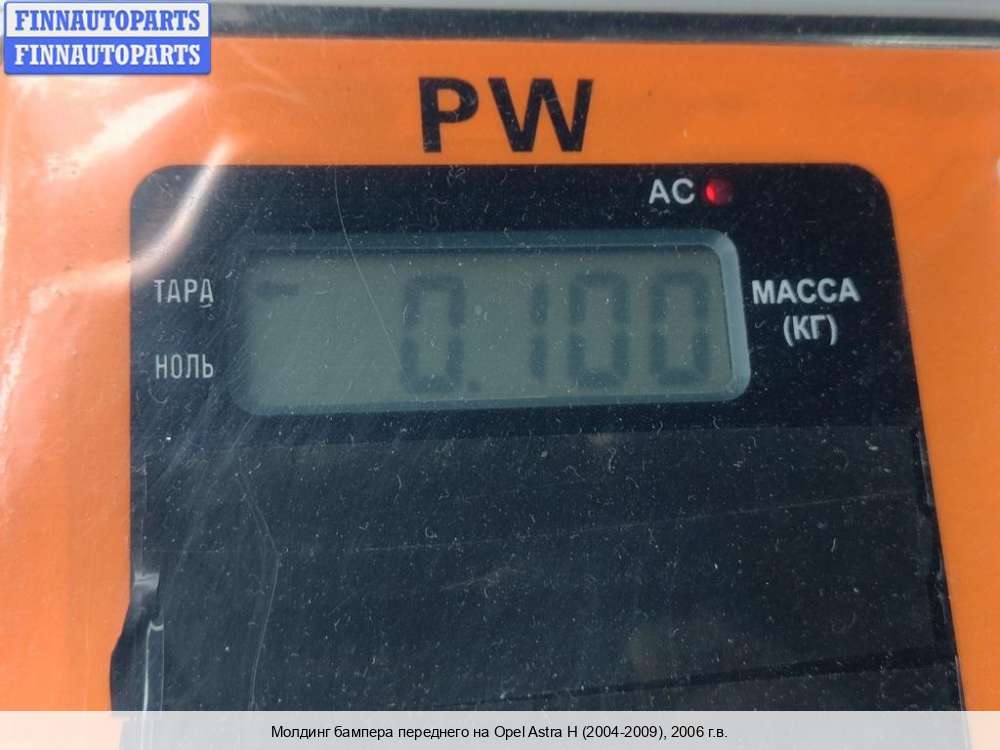 FINNAUTOPARTS
FINNAUTOPARTS
PW
AC
ТАРА
0.100
МАССА
(КГ)
НОЛЬ
Молдинг бампера переднего на Opel Astra H (2004-2009), 2006 г.в.